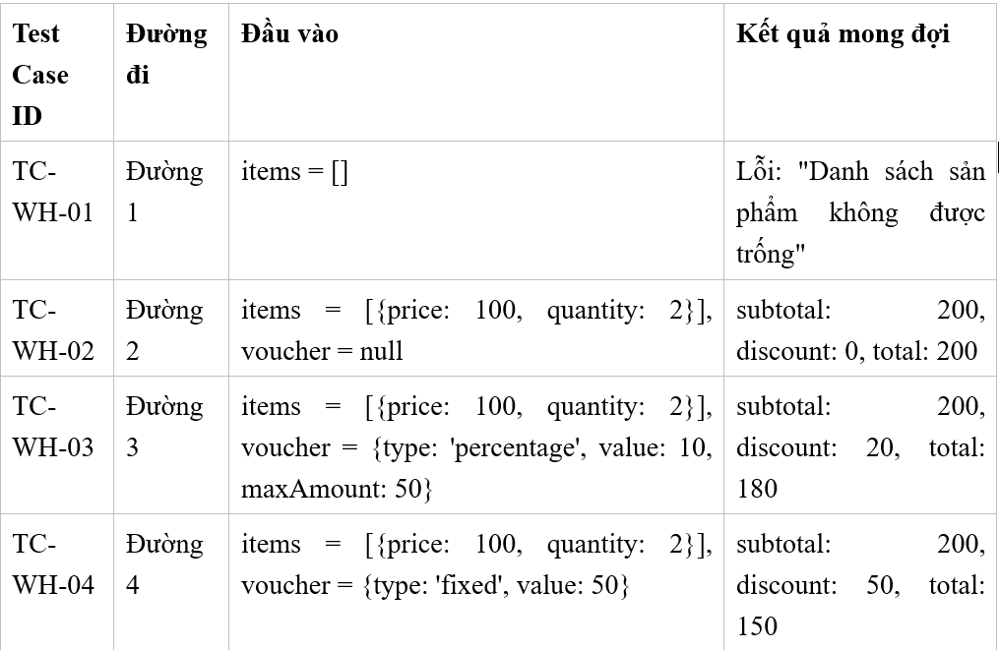 Test Case ID
Đường đi
Đầu vào
Kết quả mong đợi
TC-WH-01
Đường 1
items = []
Lỗi: "Danh sách sản
phẩm không được
trống"
TC-WH-02
Đường 2
items = [{price: 100, quantity: 2}],
voucher = null
subtotal: 200,
discount: 0, total: 200
TC-WH-03
Đường 3
items = [{price: 100, quantity: 2}],
voucher = {type: 'percentage', value: 10,
maxAmount: 50}
subtotal: 200,
discount: 20, total:
180
TC-WH-04
Đường 4
items = [{price: 100, quantity: 2}],
voucher = {type: 'fixed', value: 50}
subtotal: 200,
discount: 50, total:
150